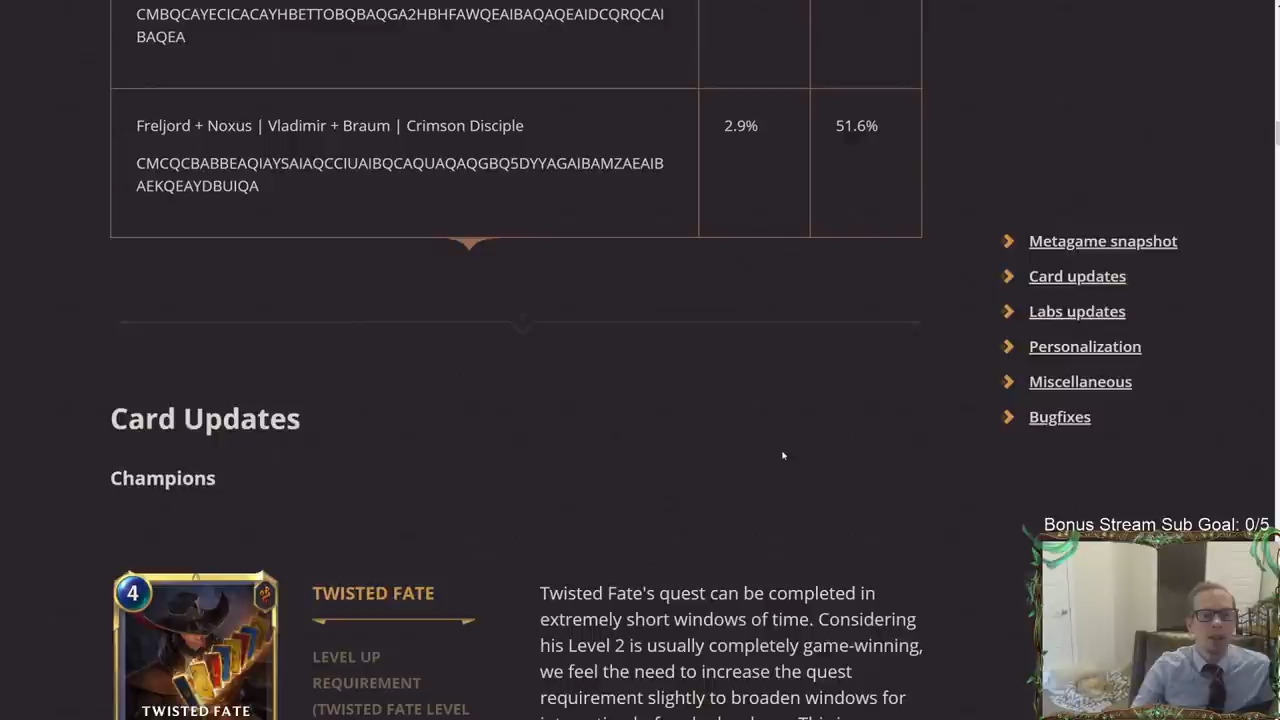 CMBQCAYECICACAYHBETTOBQBAQGA2HBHFAWQEAIBAQAQEAIDCQRQCAI
BAQEA
Freljord + Noxus | Vladimir + Braum | Crimson Disciple
2.9%
51.6%
CMCQCBABBEAQIAYSAIAQCCIUAIBQCAQUAQAQGBQ5DYYAGAIBAMZAEAIB
AEKQEAYDBUIQA
Metagame snapshot
Card updates
Labs updates
Personalization
Miscellaneous
Bugfixes
Card Updates
Champions
Bonus Stream Sub Goal: 0/5
4
TWISTED FATE
TWISTED FATE
LEVEL UP
REQUIREMENT
(TWISTED FATE LEVEL
Twisted Fate's quest can be completed in
extremely short windows of time. Considering
his Level 2 is usually completely game-winning,
we feel the need to increase the quest
requirement slightly to broaden windows for